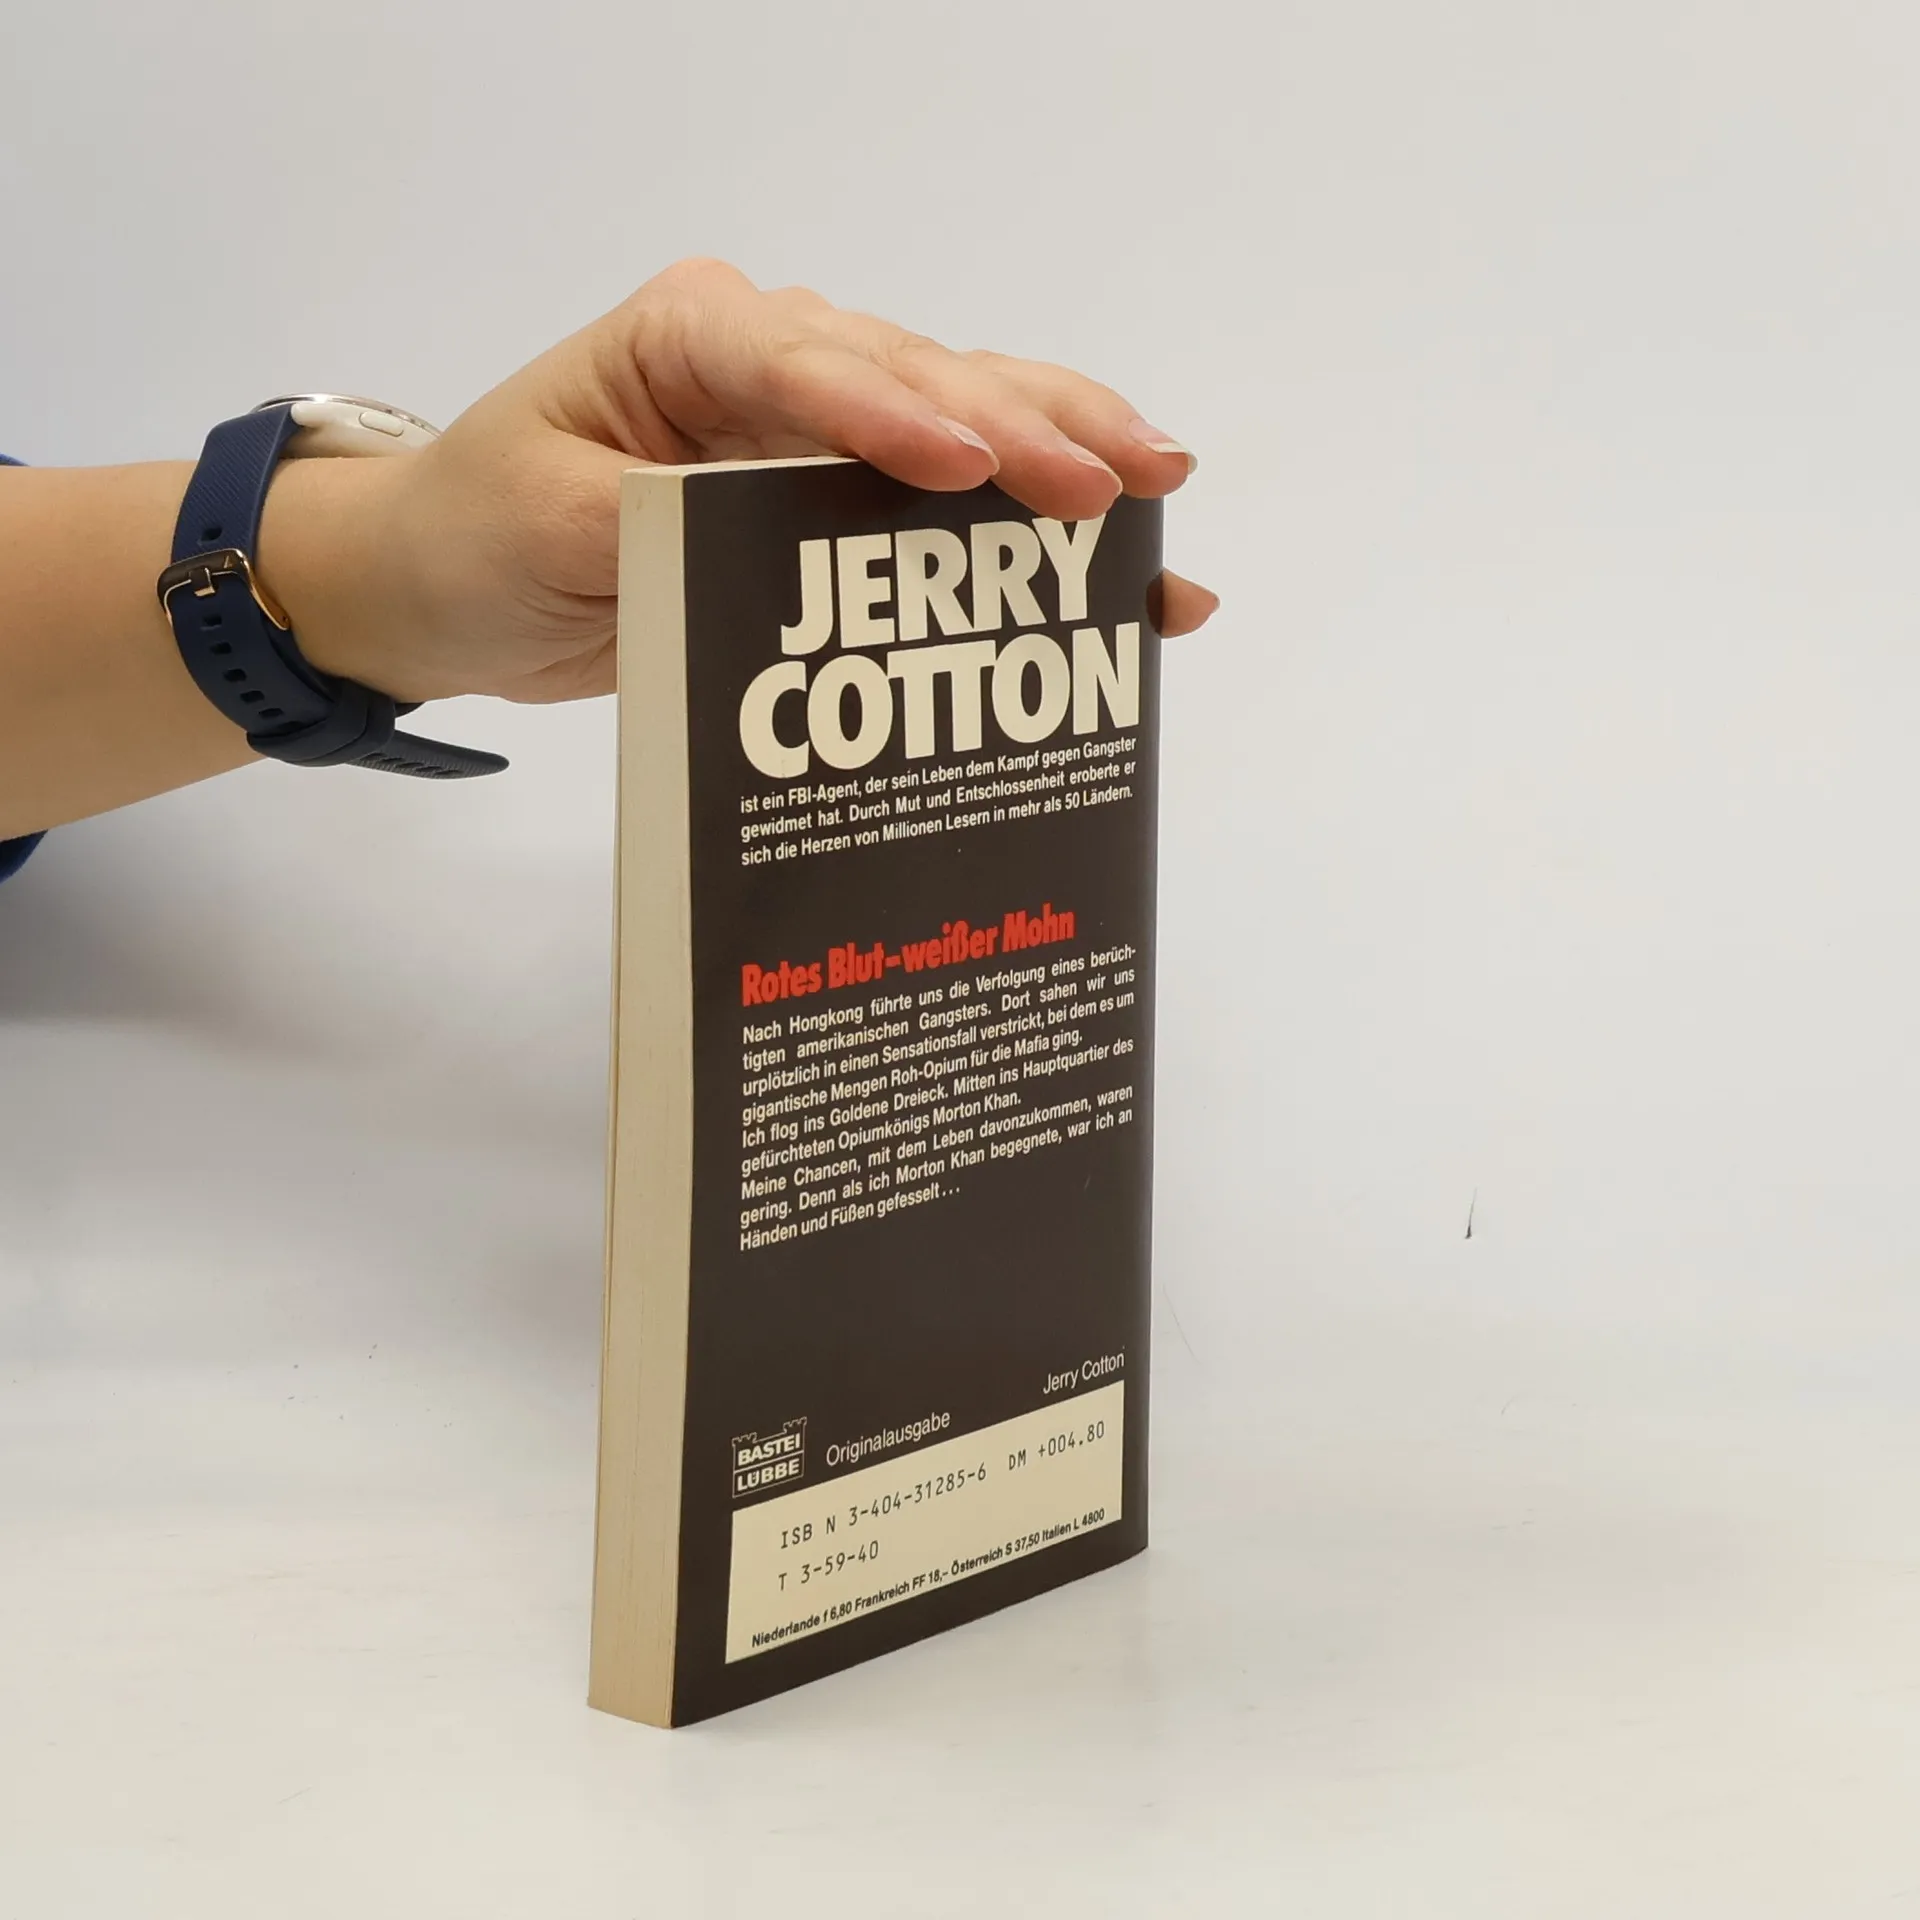 JERRY
COTTON
ist ein FBI-Agent, der sein Leben dem Kampf gegen Gangster
gewidmet hat. Durch Mut und Entschlossenheit eroberte er
sich die Herzen von Millionen Lesern in mehr als 50 Ländern.
Rotes Blut-weißer Mohn
Nach Hongkong führte uns die Verfolgung eines berüch-
tigten amerikanischen Gangsters. Dort sahen wir uns
urplötzlich in einen Sensationsfall verstrickt, bei dem es um
gigantische Mengen Roh-Opium für die Mafia ging.
Ich flog ins Goldene Dreieck. Mitten ins Hauptquartier des
gefürchteten Opiumkönigs Morton Khan.
Meine Chancen, mit dem Leben davonzukommen, waren
gering. Denn als ich Morton Khan begegnete, war ich an
Händen und Füßen gefesselt...
Jerry Cotton
BASTEI
LÜBBE
Originalausgabe
ISB N 3-404-31285-6 DM +004.80
T 3-59-40
Niederlande f 6,80 Frankreich FF 18,- Österreich S 37,50 Italien L 4800